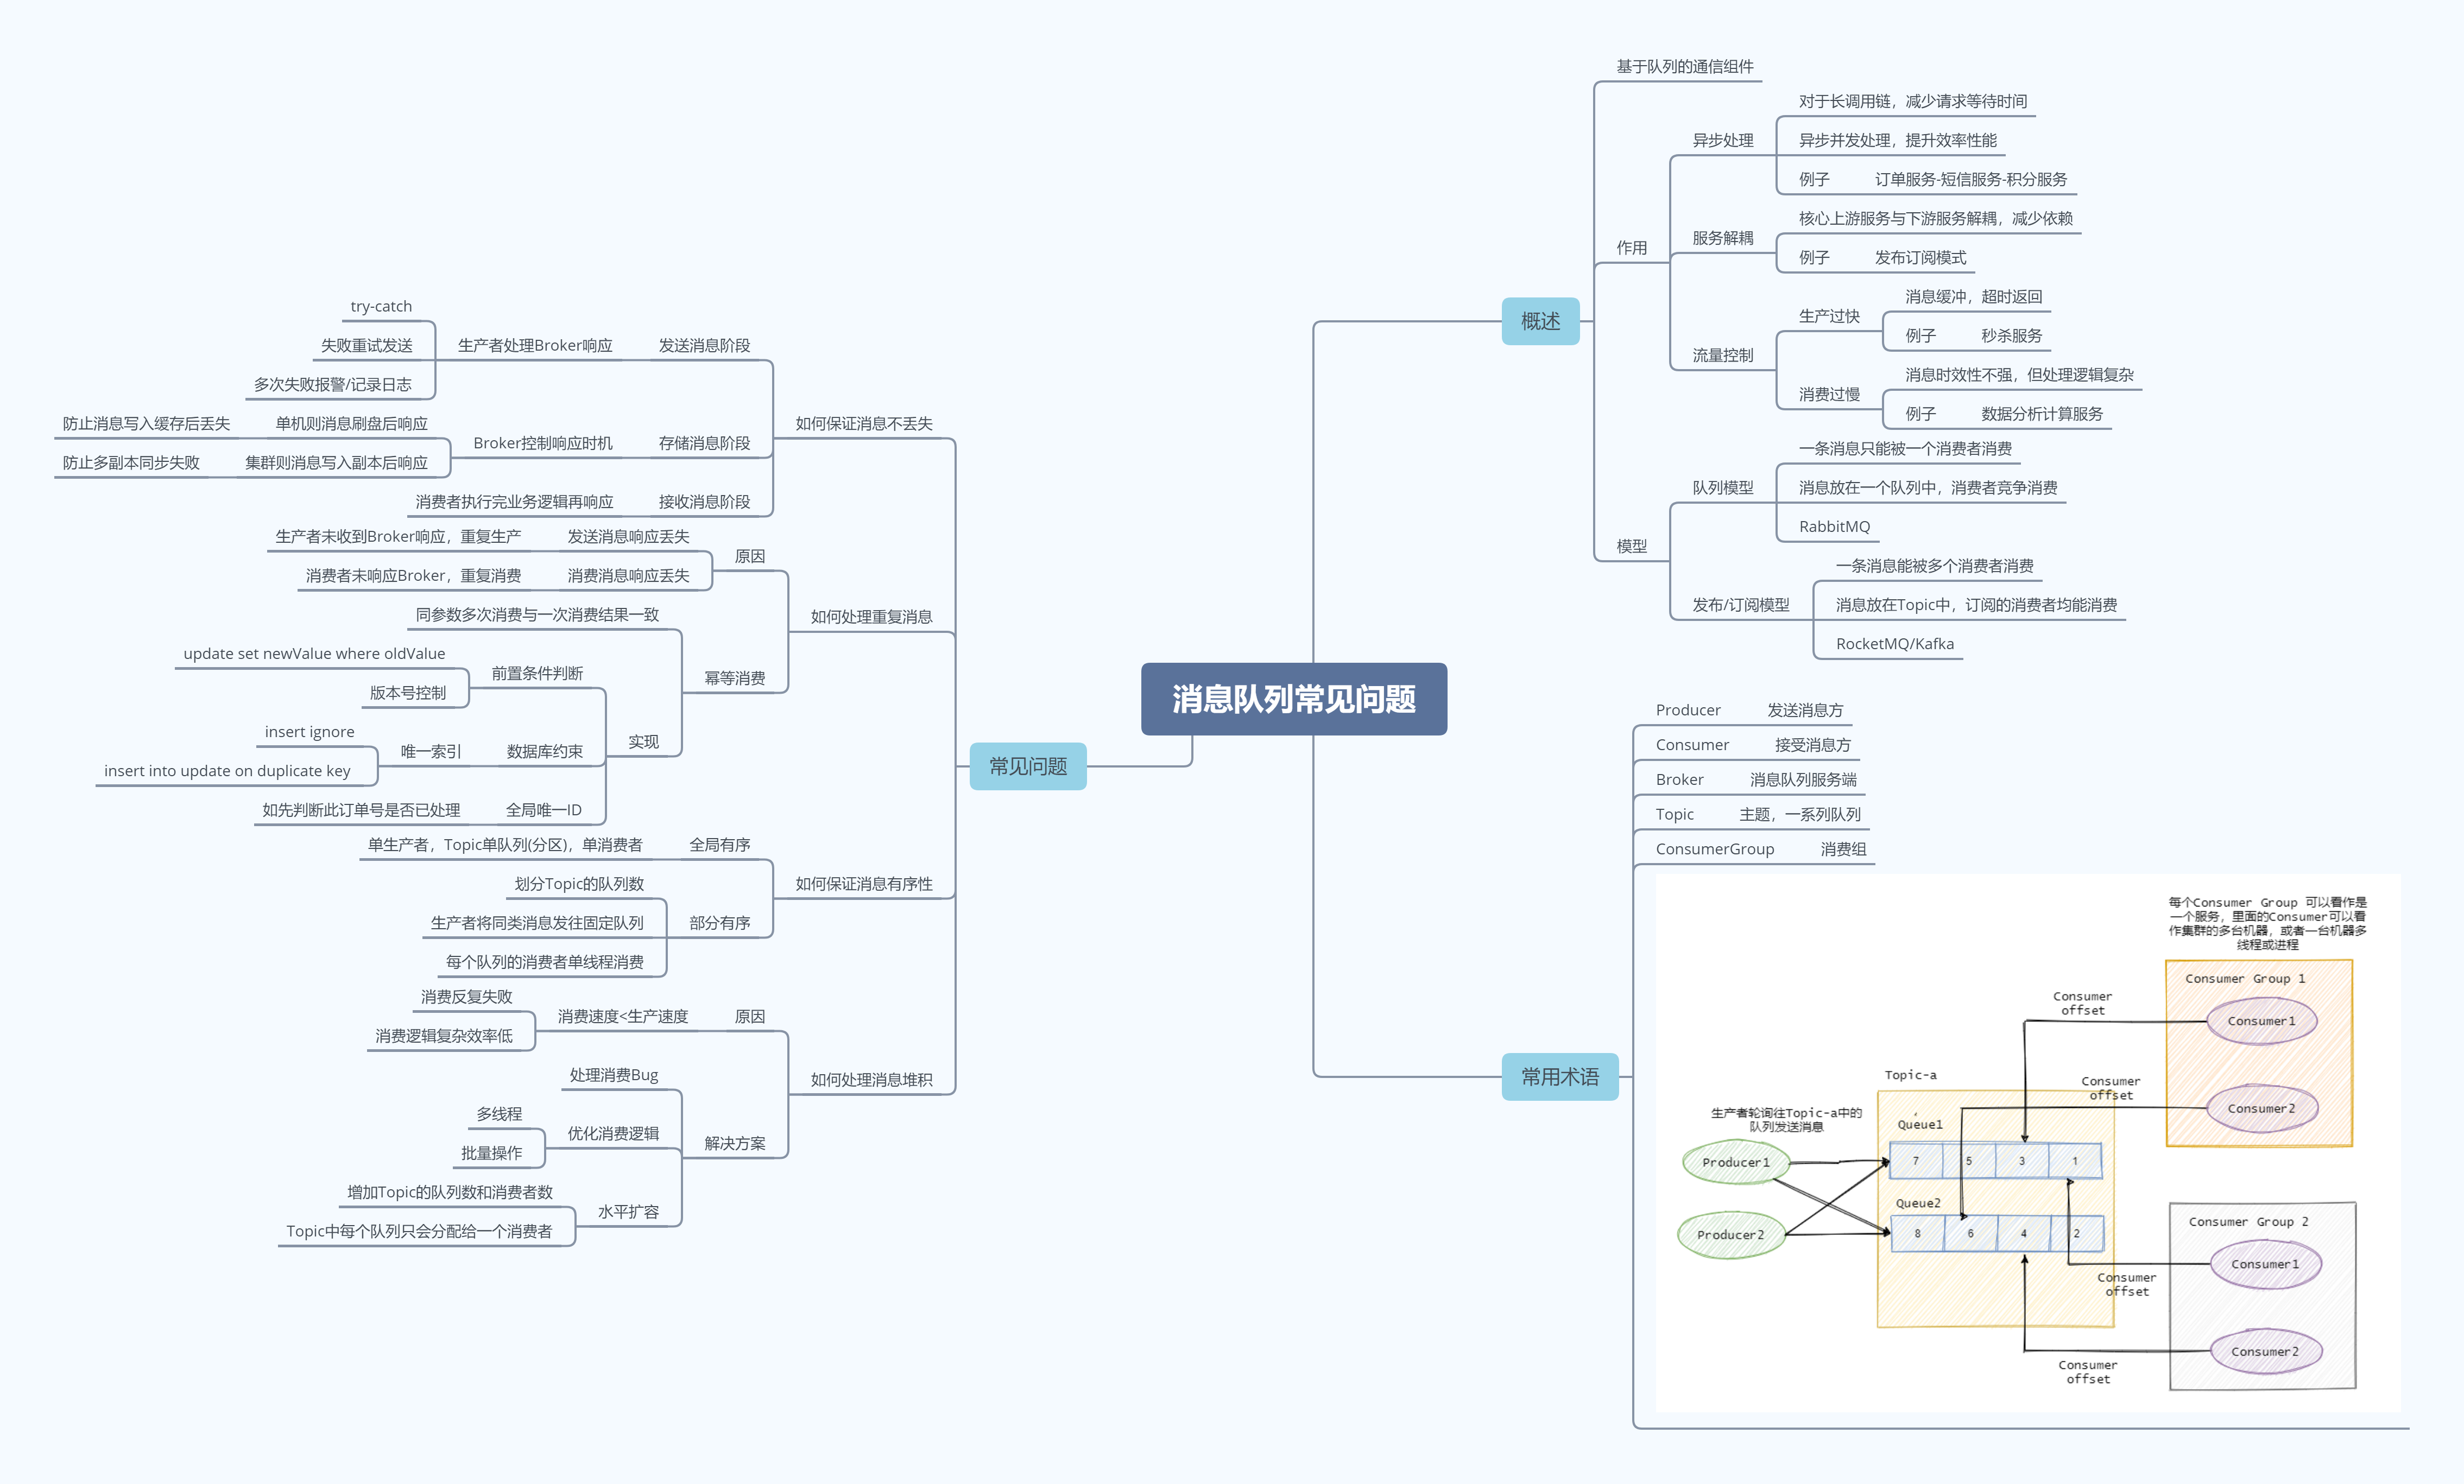 消息队列常见问题
概述
基于队列的通信组件
作用
异步处理
对于长调用链，减少请求等待时间
异步并发处理，提升效率性能
例子
订单服务-短信服务-积分服务
服务解耦
核心上游服务与下游服务解耦，减少依赖
例子
发布订阅模式
流量控制
生产过快
消息缓冲，超时返回
例子
秒杀服务
消费过慢
消息时效性不强，但处理逻辑复杂
例子
数据分析计算服务
模型
队列模型
一条消息只能被一个消费者消费
消息放在一个队列中，消费者竞争消费
RabbitMQ
发布/订阅模型
一条消息能被多个消费者消费
消息放在Topic中，订阅的消费者均能消费
RocketMQ/Kafka
常用术语
Producer
发送消息方
Consumer
接受消息方
Broker
消息队列服务端
Topic
主题，一系列队列
ConsumerGroup
消费组
每个Consumer Group 可以看作是
一个服务，里面的Consumer可以看
作集群的多台机器，或者一台机器多
线程或进程
Consumer Group 1
Consumer1
Consumer2
Consumer
offset
Consumer
offset
Topic-a
生产者轮询往Topic-a中的
队列发送消息
,
Queue1
Producer1
7
5
3
1
Queue2
Producer2
8
6
4
2
Consumer Group 2
Consumer1
Consumer
offset
Consumer2
Consumer
offset
常见问题
如何保证消息不丢失
发送消息阶段
生产者处理Broker响应
try-catch
失败重试发送
多次失败报警/记录日志
存储消息阶段
Broker控制响应时机
单机则消息刷盘后响应
防止消息写入缓存后丢失
集群则消息写入副本后响应
防止多副本同步失败
接收消息阶段
消费者执行完业务逻辑再响应
如何处理重复消息
原因
发送消息响应丢失
生产者未收到Broker响应，重复生产
消费消息响应丢失
消费者未响应Broker，重复消费
幂等消费
同参数多次消费与一次消费结果一致
实现
前置条件判断
update set newValue where oldValue
版本号控制
数据库约束
唯一索引
insert ignore
insert into update on duplicate key
全局唯一ID
如先判断此订单号是否已处理
如何保证消息有序性
全局有序
单生产者，Topic单队列(分区)，单消费者
部分有序
划分Topic的队列数
生产者将同类消息发往固定队列
每个队列的消费者单线程消费
如何处理消息堆积
原因
消费速度<生产速度
消费反复失败
消费逻辑复杂效率低
解决方案
处理消费Bug
优化消费逻辑
多线程
批量操作
水平扩容
增加Topic的队列数和消费者数
Topic中每个队列只会分配给一个消费者